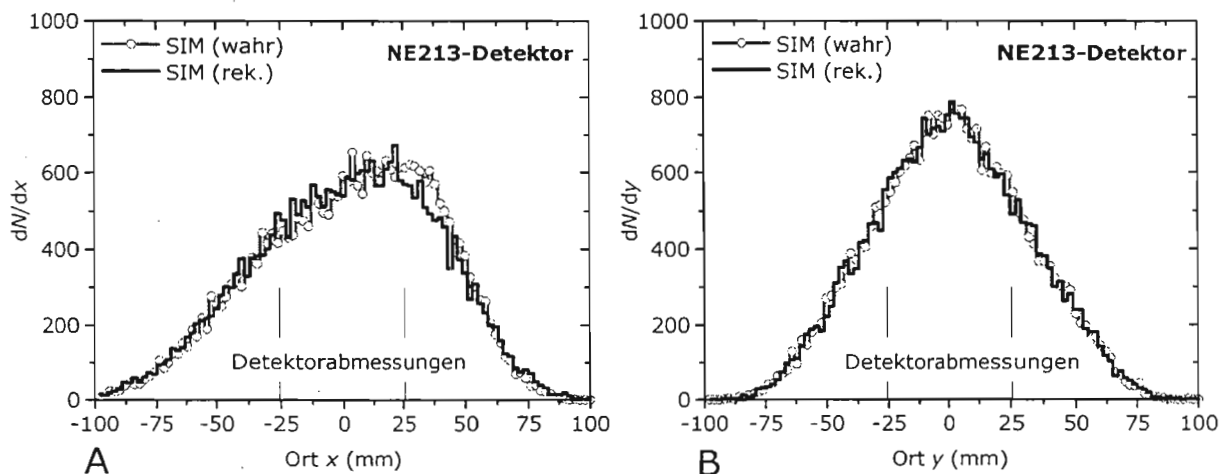 1000
800
600
400
200
0
dN/dx
SIM (wahr)
SIM (rek.)
NE213-Detektor
Detektorabmessungen
-100 -75 -50 -25 0 25 50 75 100
Ort x (mm)
A
1000
800
600
400
200
0
dN/dy
SIM (wahr)
SIM (rek.)
NE213-Detektor
Detektorabmessungen
-100 -75 -50 -25 0 25 50 75 100
Ort y (mm)
B